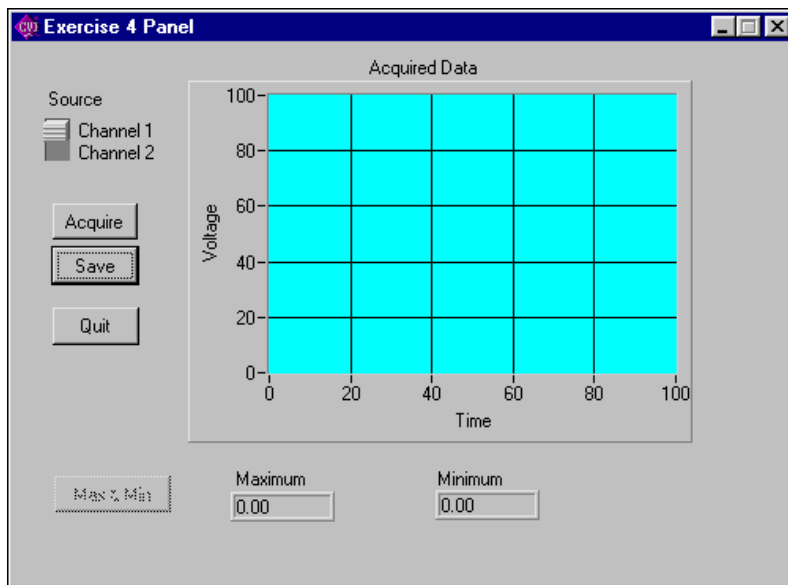 CVI Exercise 4 Panel
Acquired Data
Source
Channel 1
Channel 2
Acquire
Save
Quit
Voltage
100
80
60
40
20
0
0 20 40 60 80 100
Time
Max & Min
Maximum
0.00
Minimum
0.00